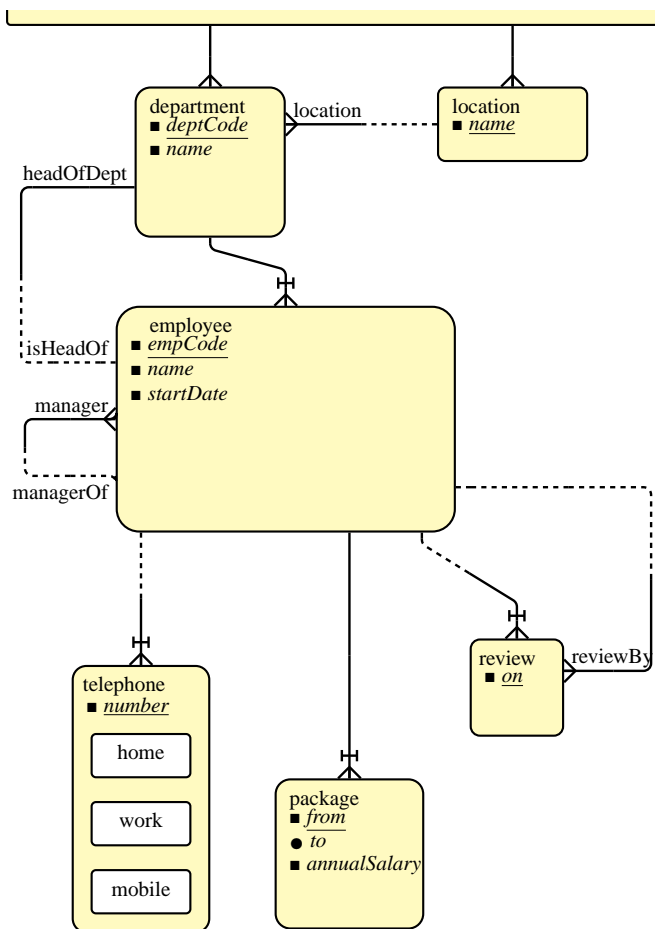 department
deptCode
name
location
location
name
headOfDept
employee
empCode
name
startDate
isHeadOf
manager
managerOf
telephone
number
home
work
mobile
package
from
to
annualSalary
review
on
reviewBy